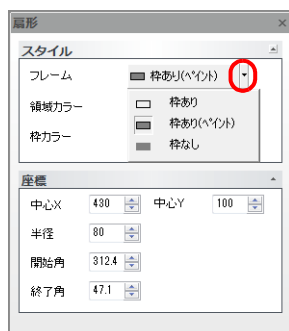 扇形
スタイル
フレーム 枠あり(ﾍﾟｲﾝﾄ)
領域カラー 枠あり
枠あり(ﾍﾟｲﾝﾄ)
枠カラー 枠なし
座標
中心X 430 中心Y 100
半径 80
開始角 312.4
終了角 47.1